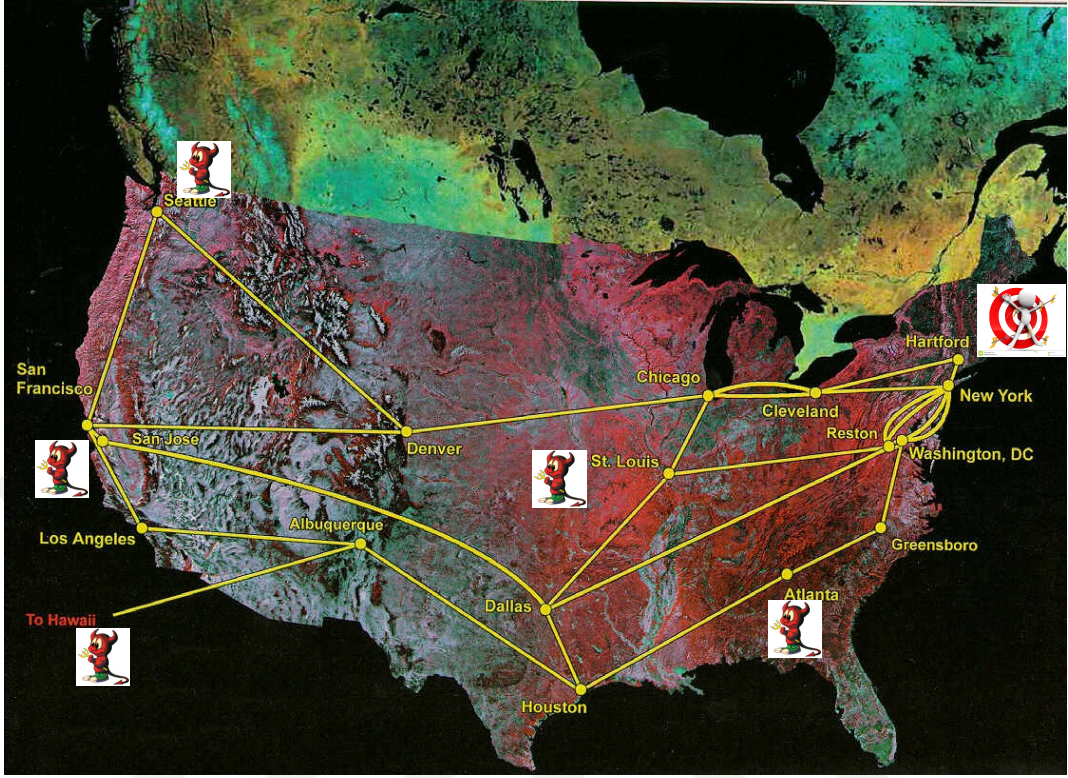 Seattle
Hartford
San
Francisco
Chicago
New York
Cleveland
San Jose
Denver
Reston
Washington, DC
St. Louis
Albuquerque
Los Angeles
Greensboro
Dallas
Atlanta
To Hawaii
Houston